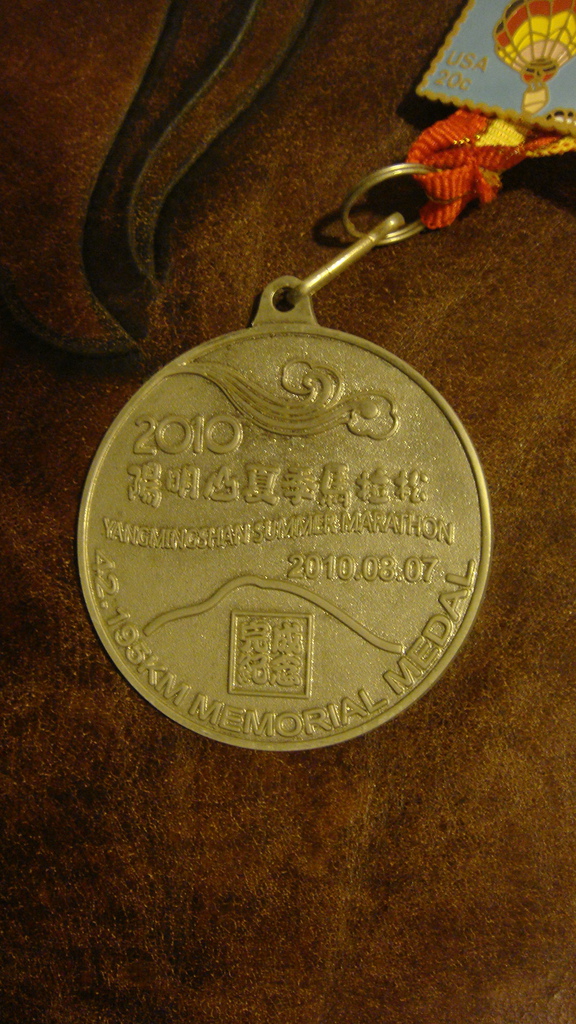 USA
20c
2010
陽明山夏季馬拉松
YANGMINGSHAN SUMMER MARATHON
2010.03.07
42.195KM MEMORIAL MEDAL